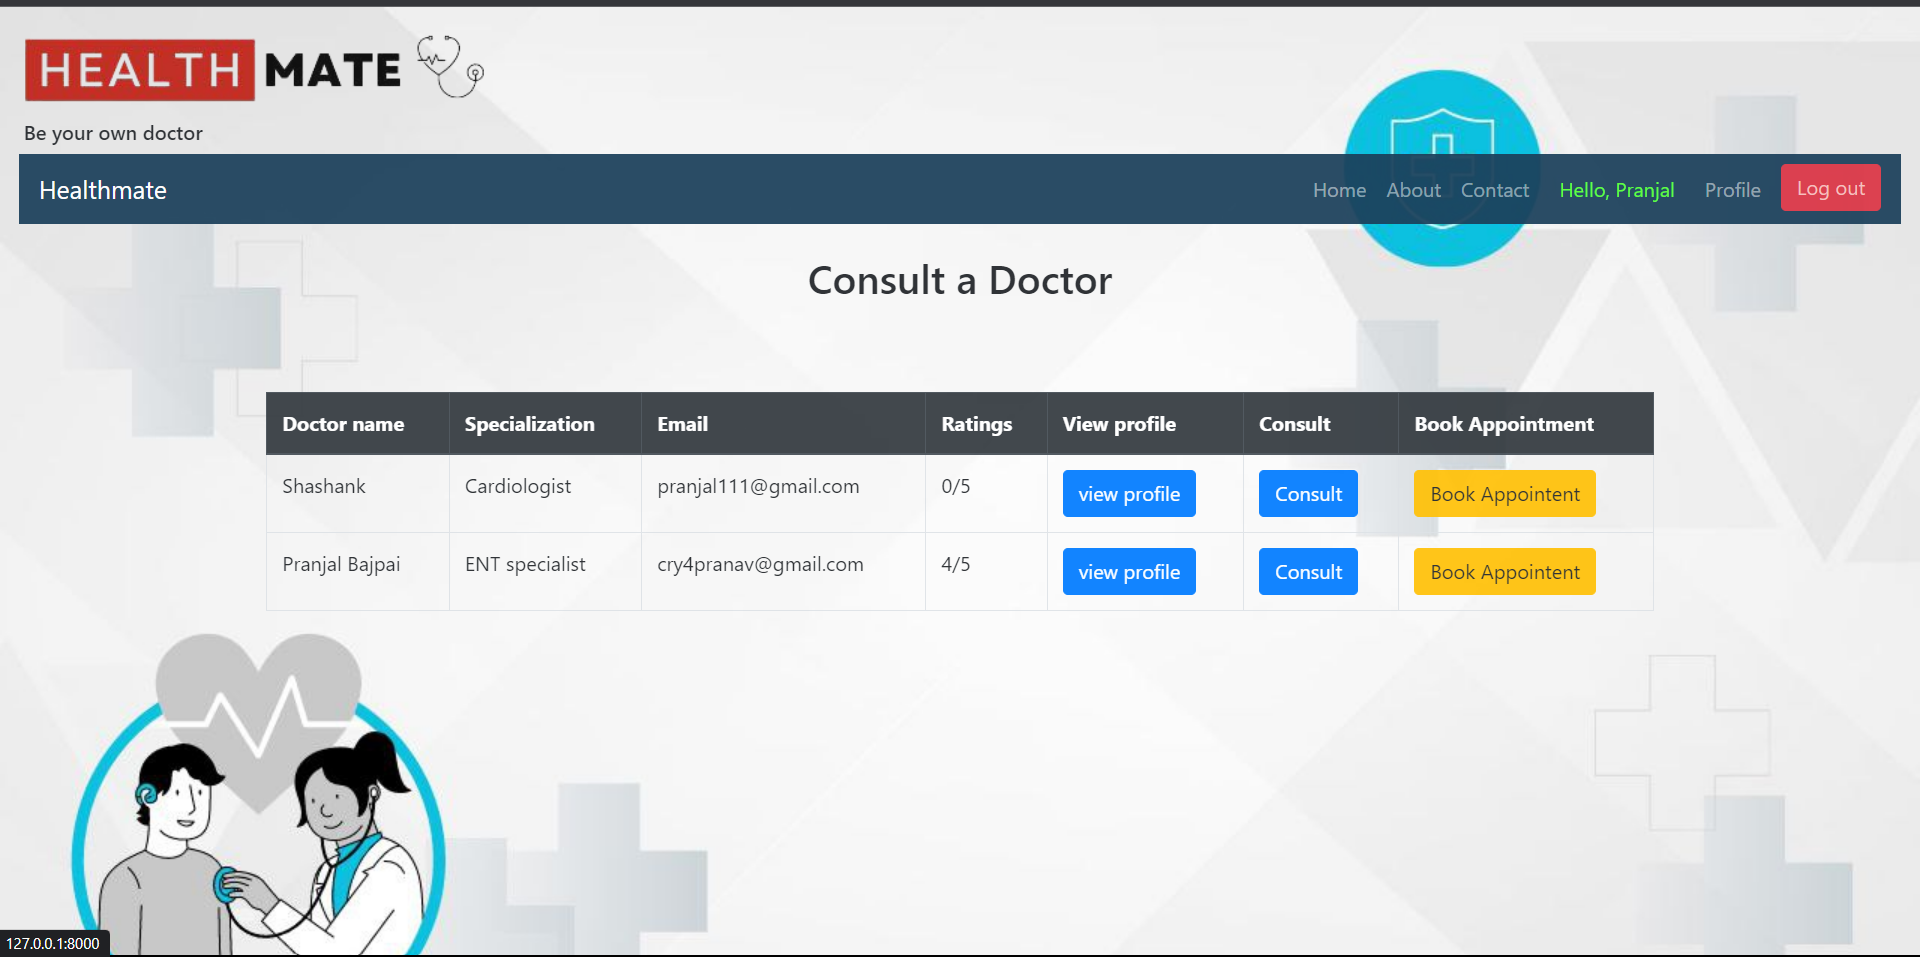 HEALTH MATE
Be your own doctor
Healthmate Home About Contact Hello, Pranjal Profile Log out
Consult a Doctor
Doctor name Specialization Email Ratings View profile Consult Book Appointment
Shashank Cardiologist pranjal111@gmail.com 0/5 view profile Consult Book Appointent
Pranjal Bajpai ENT specialist cry4pranav@gmail.com 4/5 view profile Consult Book Appointent
127.0.0.1:8000